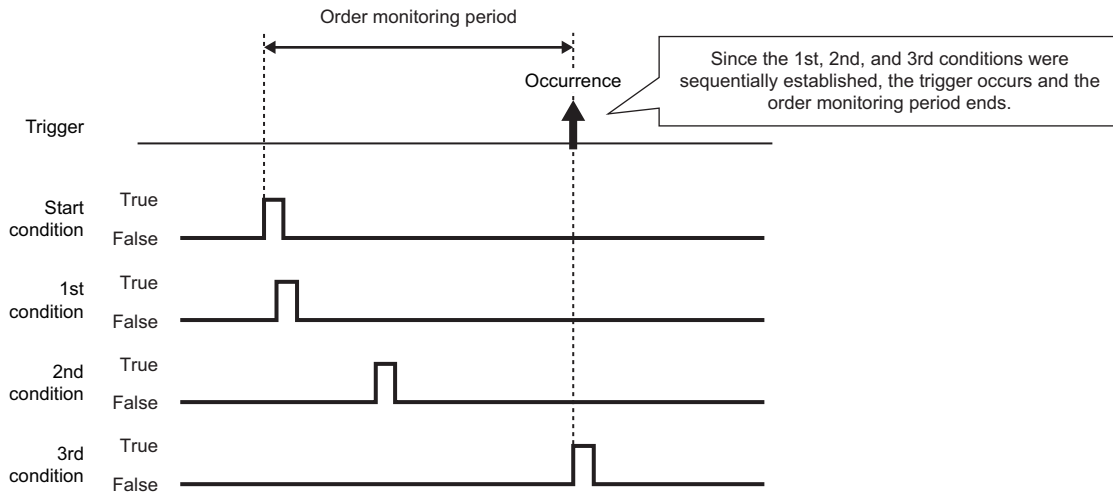 Order monitoring period
Occurrence
Since the 1st, 2nd, and 3rd conditions were
sequentially established, the trigger occurs and the
order monitoring period ends.
Trigger
Start
condition
True
False
1st
condition
True
False
2nd
condition
True
False
3rd
condition
True
False